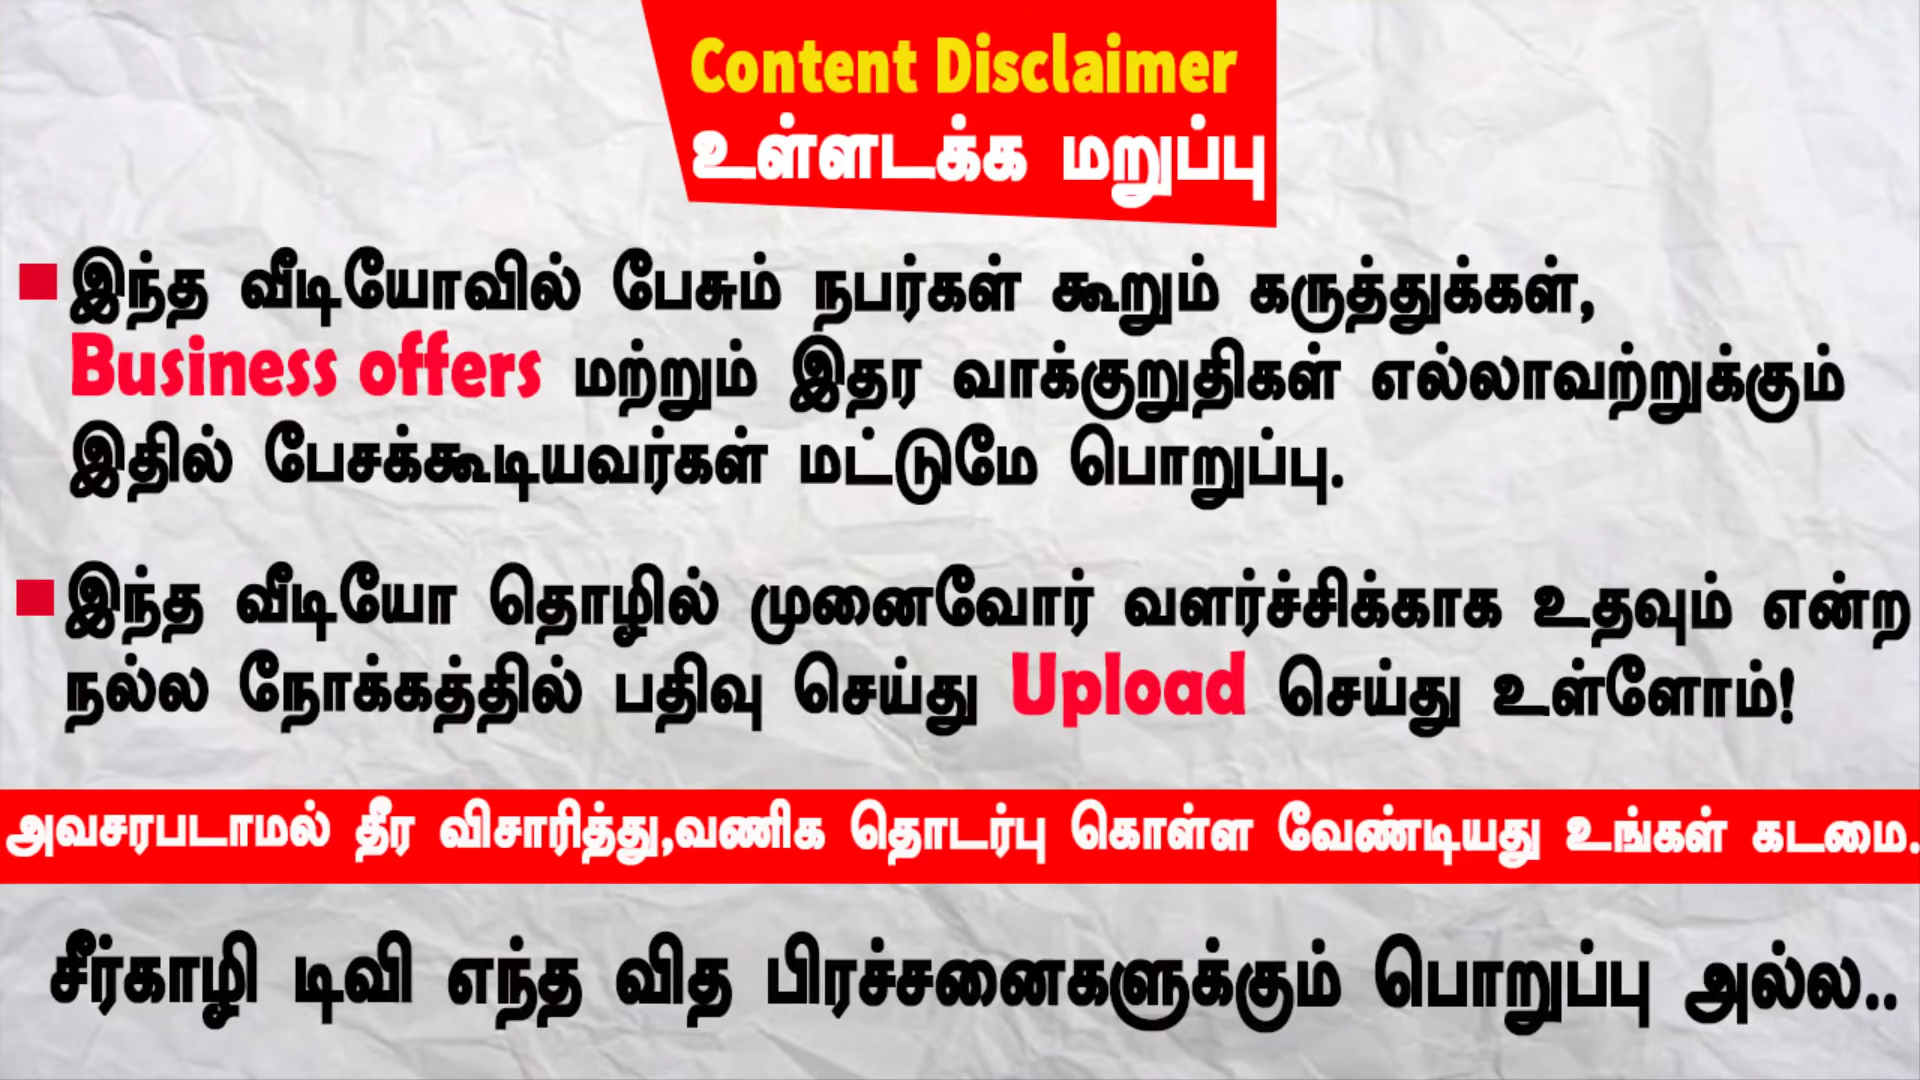 Content Disclaimer
உள்ளடக்க மறுப்பு
இந்த வீடியோவில் பேசும் நபர்கள் கூறும் கருத்துக்கள்,
Business offers மற்றும் இதர வாக்குறுதிகள் எல்லாவற்றுக்கும்
இதில் பேசக்கூடியவர்கள் மட்டுமே பொறுப்பு.
இந்த வீடியோ தொழில் முனைவோர் வளர்ச்சிக்காக உதவும் என்ற
நல்ல நோக்கத்தில் பதிவு செய்து Upload செய்து உள்ளோம்!
அவசரபடாமல் தீர விசாரித்து,வணிக தொடர்பு கொள்ள வேண்டியது உங்கள் கடமை.
சீர்காழி டிவி எந்த வித பிரச்சனைகளுக்கும் பொறுப்பு அல்ல..